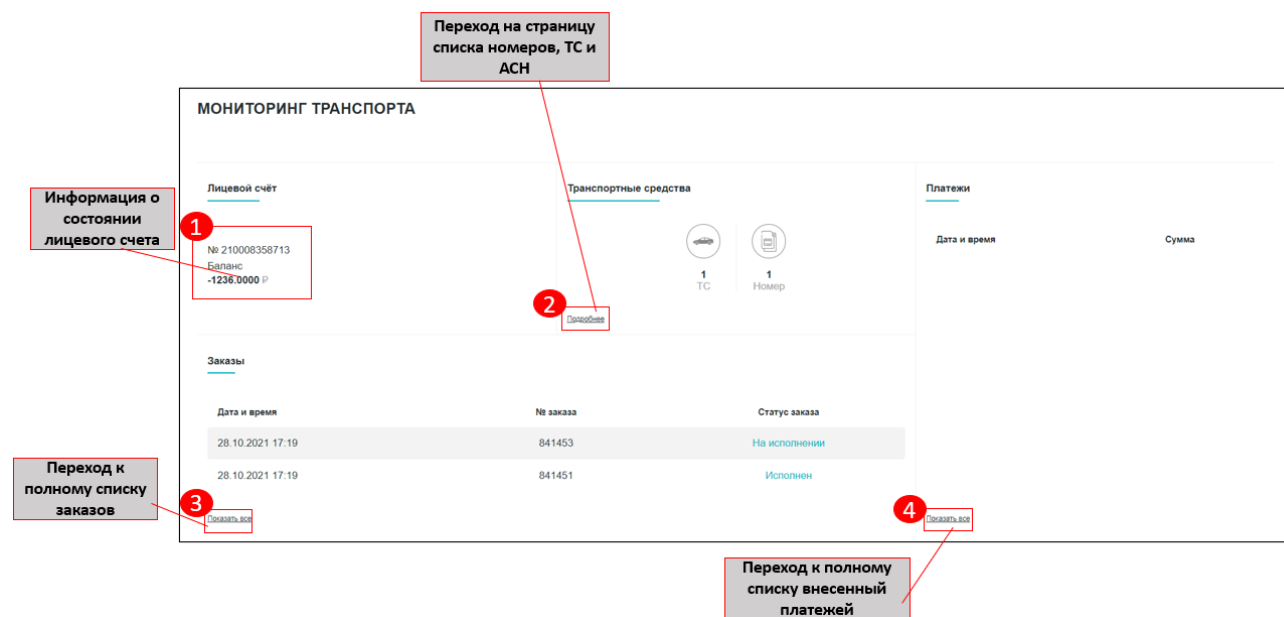 Переход на страницу
списка номеров, ТС и
АСН
МОНИТОРИНГ ТРАНСПОРТА
Информация о
состоянии
лицевого счета
Лицевой счёт
1
№ 210008358713
Баланс
-1236.0000 ₽
Транспортные средства
1
ТС
1
Номер
2
Подробнее
Платежи
Дата и время Сумма
Заказы
Дата и время № заказа Статус заказа
28.10.2021 17:19 841453 На исполнении
28.10.2021 17:19 841451 Исполнен
Переход к
полному списку
заказов
3
Показать все
4
Показать все
Переход к полному
списку внесенный
платежей